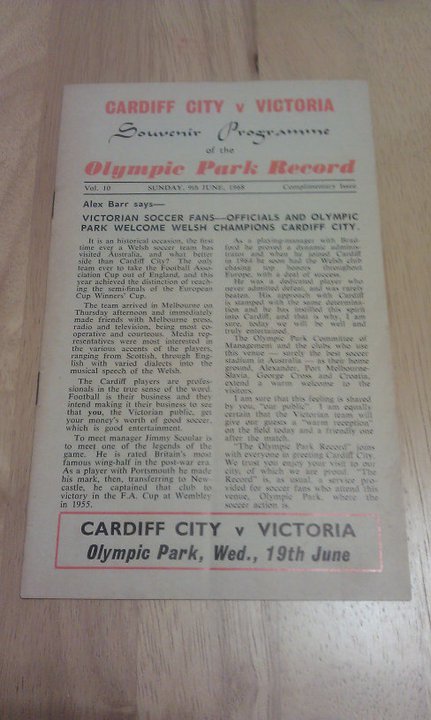 CARDIFF CITY v VICTORIA
Souvenir Programme
of the
Olympic Park Record
Vol. 10 SUNDAY, 9th JUNE, 1968 Complimentary Issue
Alex Barr says—
VICTORIAN SOCCER FANS—OFFICIALS AND OLYMPIC
PARK WELCOME WELSH CHAMPIONS CARDIFF CITY.
It is an historical occasion, the first
time ever a Welsh soccer team has
visited Australia, and what better
side than Cardiff City? The only
team ever to take the Football Asso-
ciation Cup out of England, and this
year achieved the distinction of reach-
ing the semi-finals of the European
Cup Winners' Cup.
The team arrived in Melbourne on
Thursday afternoon and immediately
made friends with Melbourne press,
radio and television, being most co-
operative and courteous. Media rep-
resentatives were most interested in
the various accents of the players,
ranging from Scottish, through Eng-
lish with varied dialects into the
musical speech of the Welsh.
The Cardiff players are profes-
sionals in the true sense of the word.
Football is their business and they
intend making it their business to see
that you, the Victorian public, get
your money's worth of good soccer,
which is good entertainment.
To meet manager Jimmy Scoular is
to meet one of the legends of the
game. He is rated Britain's most
famous wing-half in the post-war era.
As a player with Portsmouth he made
his mark, then, transferring to New-
castle, he captained that club to
victory in the F.A. Cup at Wembley
in 1955.
As a playing-manager with Brad-
ford he proved a dynamic adminis-
trator and when he joined Cardiff
in 1964 he soon had the Welsh club
chasing top honors throughout
Europe, with a deal of success.
He was a dedicated player who
never admitted defeat, and was rarely
beaten. His approach with Cardiff
is stamped with the same determina-
tion and he has instilled this spirit
into Cardiff, and that is why, I am
sure, today we will be well and
truly entertained.
The Olympic Park Committee of
Management and the clubs who use
this venue — surely the best soccer
stadium in Australia — as their home
ground, Alexander, Port Melbourne-
Slavia, George Cross and Croatia,
extend a warm welcome to the
visitors.
I am sure that this feeling is shared
by you, "our public". I am equally
certain that the Victorian team will
give our guests a "warm reception"
on the field today and a friendly one
after the match.
"The Olympic Park Record" joins
with everyone in greeting Cardiff City.
We trust you enjoy your visit to our
city, of which we are proud. "The
Record" is, as usual, a service pro-
vided for soccer fans who attend this
venue, Olympic Park, where the
soccer action is.
CARDIFF CITY v VICTORIA
Olympic Park, Wed., 19th June